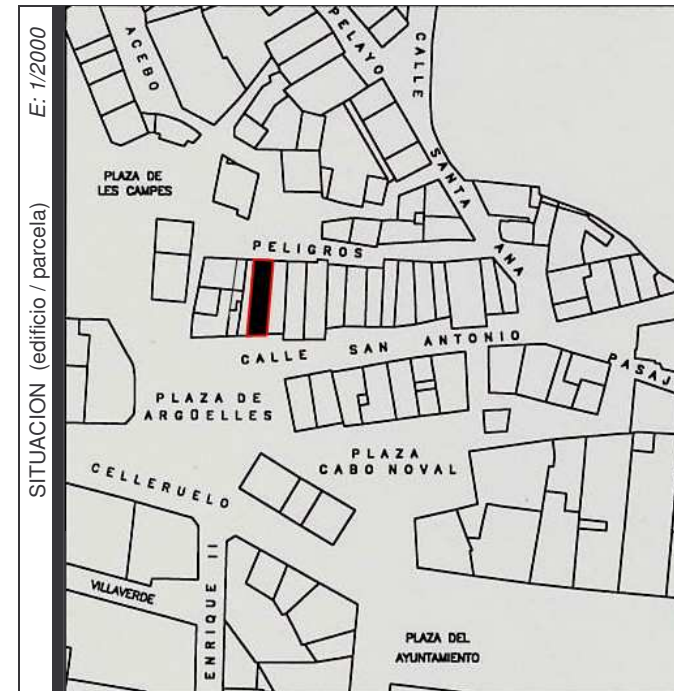 SITUACION (edificio / parcela) E: 1/2000
ACEBO
PELAYO
CALLE
SANTA ANA
PLAZA DE
LES CAMPES
PELIGROS
CALLE SAN ANTONIO
PASAJ
PLAZA DE
ARGÜELLES
PLAZA
CABO NOVAL
CELLERUELO
VILLAVERDE
ENRIQUE II
PLAZA DEL
AYUNTAMIENTO